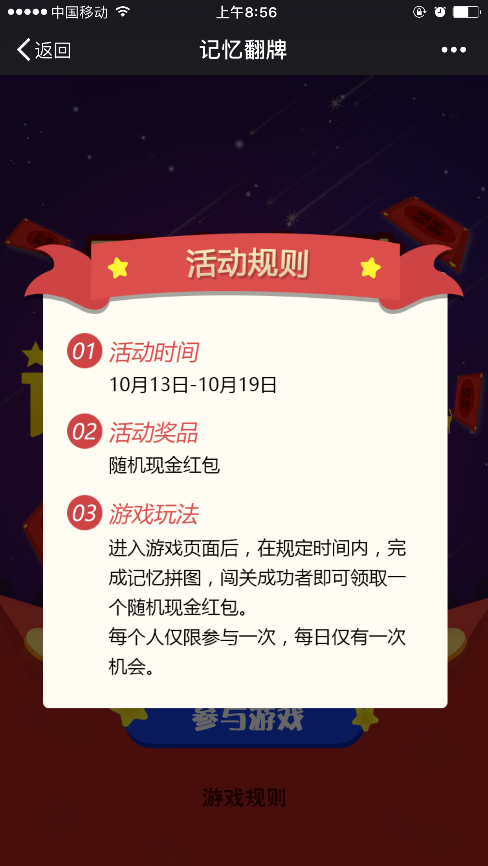 中国移动
上午8:56
返回
记忆翻牌
活动规则
01 活动时间
10月13日-10月19日
02 活动奖品
随机现金红包
03 游戏玩法
进入游戏页面后，在规定时间内，完
成记忆拼图，闯关成功者即可领取一
个随机现金红包。
每个人仅限参与一次，每日仅有一次
机会。
参与游戏
游戏规则